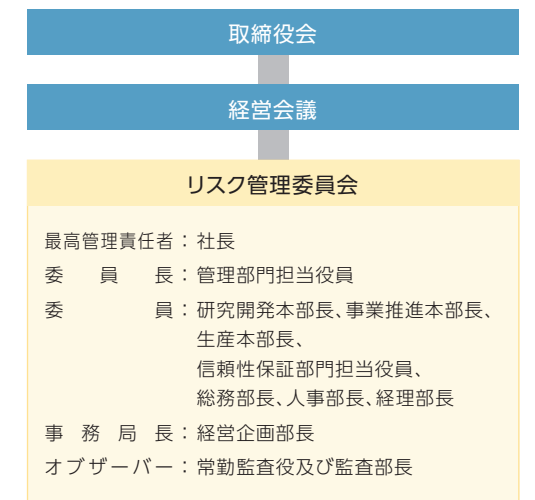 取締役会
経営会議
リスク管理委員会
最高管理責任者：社長
委員長：管理部門担当役員
委員：研究開発本部長、事業推進本部長、
生産本部長、
信頼性保証部門担当役員、
総務部長、人事部長、経理部長
事務局長：経営企画部長
オブザーバー：常勤監査役及び監査部長